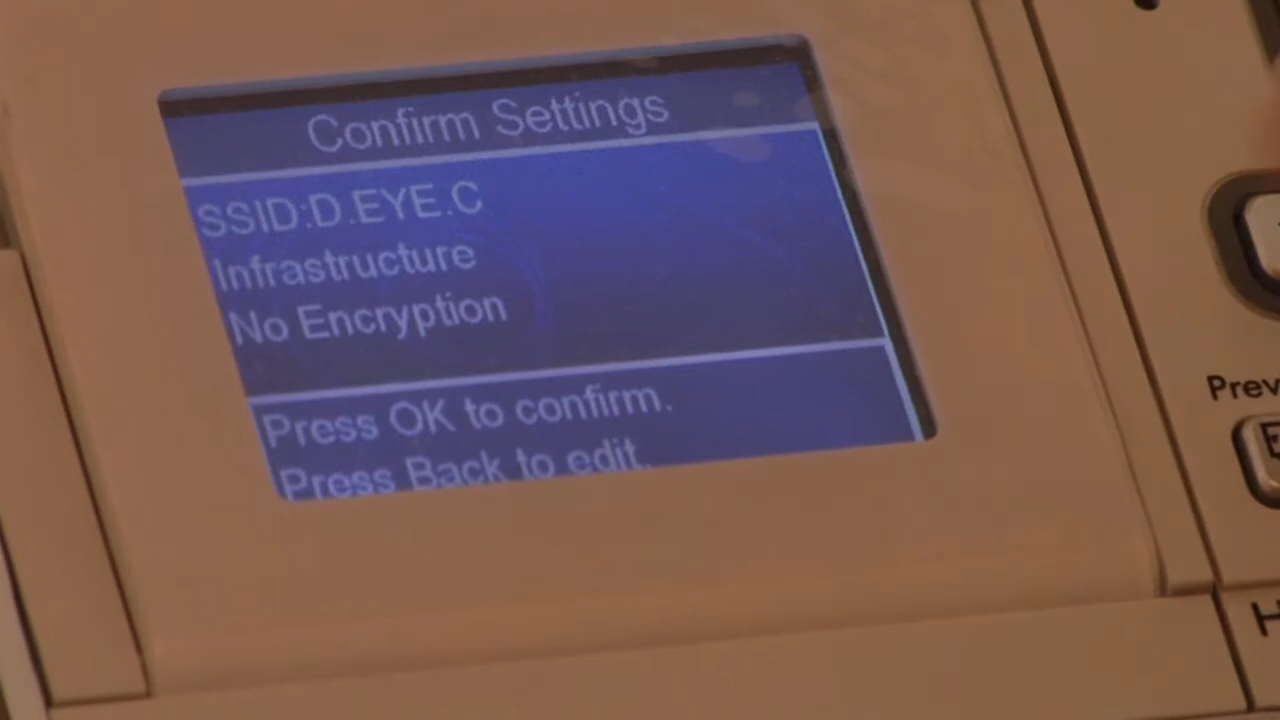 Confirm Settings
SSID:D.EYE.C
Infrastructure
No Encryption
Press OK to confirm.
Press Back to edit.
Prev